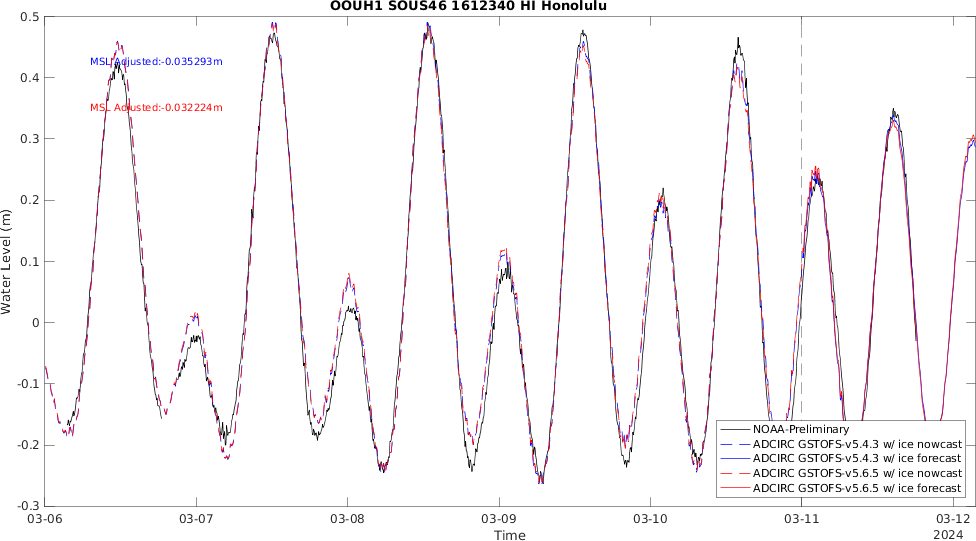 OOUH1 SOUS46 1612340 HI Honolulu
0.5
MSL Adjusted:-0.035293m
0.4
MSL Adjusted:-0.032224m
0.3
0.2
0.1
Water Level (m)
0
-0.1
-0.2
-0.3
NOAA-Preliminary
ADCIRC GSTOFS-v5.4.3 w/ ice nowcast
ADCIRC GSTOFS-v5.4.3 w/ ice forecast
ADCIRC GSTOFS-v5.6.5 w/ ice nowcast
ADCIRC GSTOFS-v5.6.5 w/ ice forecast
03-06 03-07 03-08 03-09 03-10 03-11 03-12
Time
2024